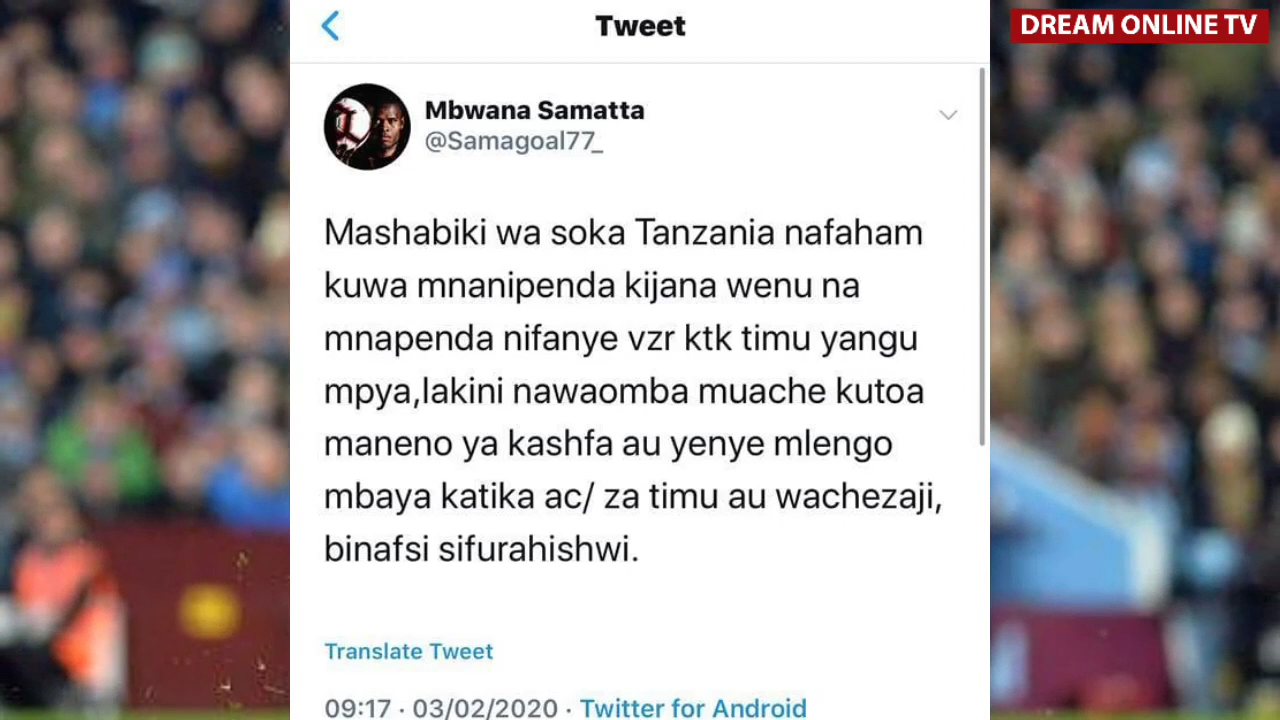 Tweet
DREAM ONLINE TV
Mbwana Samatta
@Samagoal77_
Mashabiki wa soka Tanzania nafaham
kuwa mnanipenda kijana wenu na
mnapenda nifanye vzr ktk timu yangu
mpya,lakini nawaomba muache kutoa
maneno ya kashfa au yenye mlengo
mbaya katika ac/ za timu au wachezaji,
binafsi sifurahishwi.
Translate Tweet
09:17 · 03/02/2020 · Twitter for Android